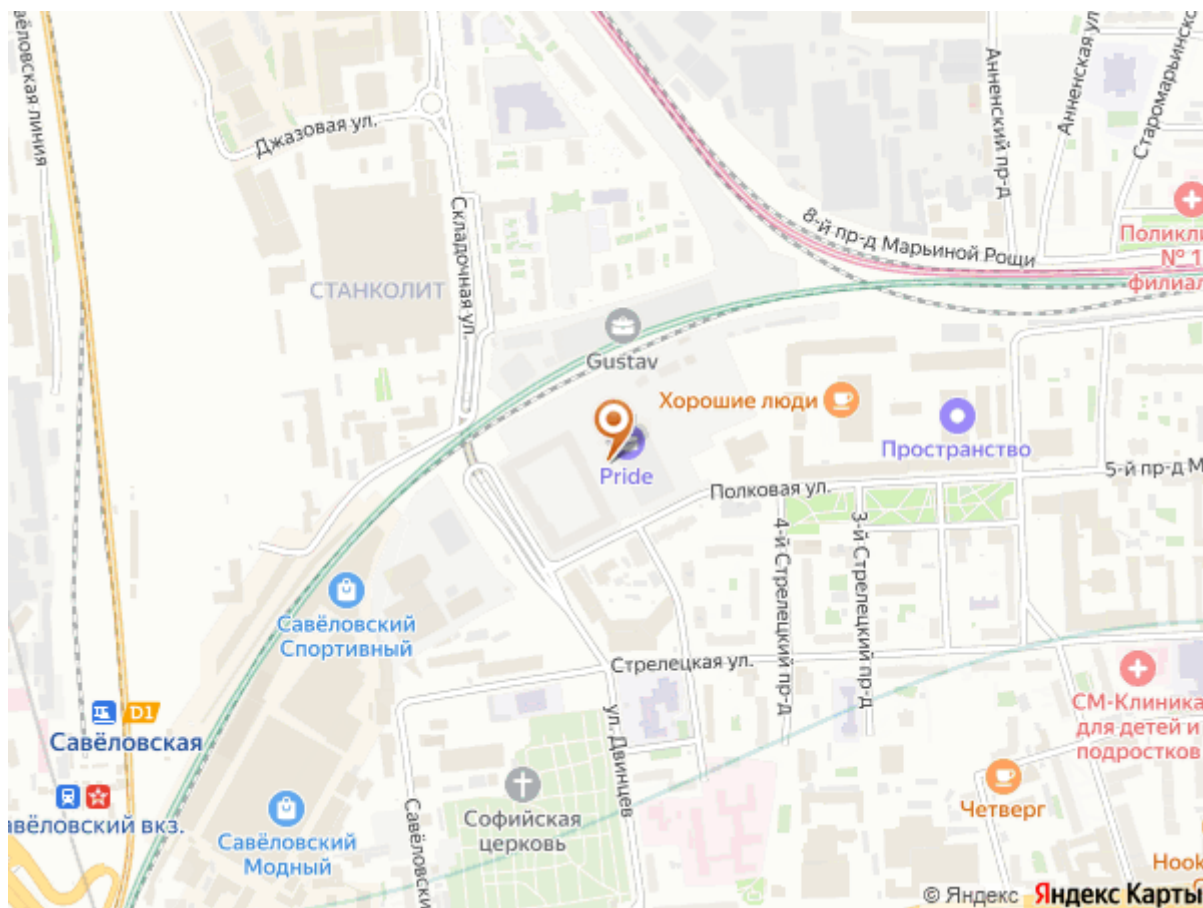 Савёловская линия
Джазовая ул.
Складочная ул.
СТАНКОЛИТ
Анненский пр-д
Анненская ул
Старомарьинско
8-й пр-д Марьиной Рощи
Поликли
№ 1
филиал
Gustav
Хорошие люди
Пространство
Pride
Полковая ул.
5-й пр-д М
4-й Стрелецкий пр-д
3-й Стрелецкий пр-д
Савёловский
Спортивный
Стрелецкая ул.
ул. Двинцев
СМ-Клиника
для детей и
подростков
D1
Савёловская
авёловский вкз.
Савёловский
Модный
Савёловски
Софийская
церковь
Четверг
Hook
© Яндекс Яндекс Карты